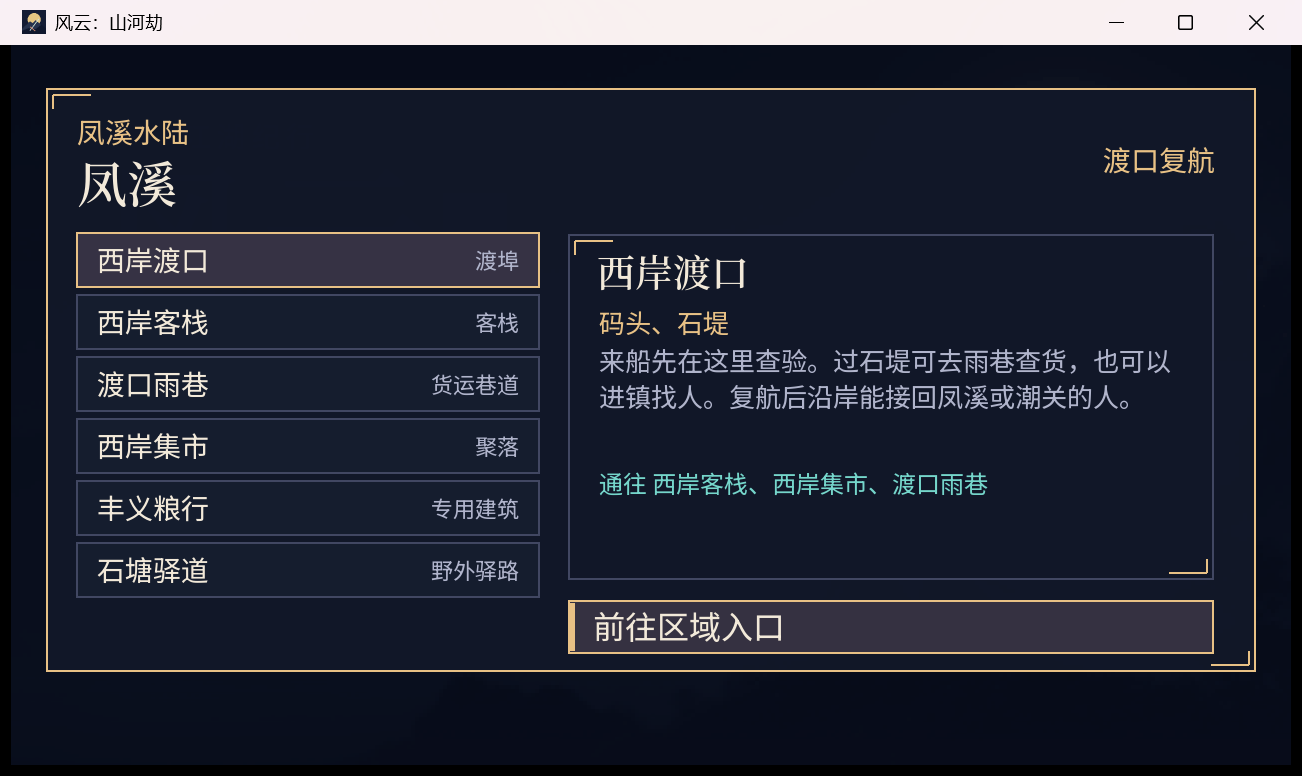 风云：山河劫
凤溪水陆
凤溪
渡口复航
西岸渡口 渡埠
西岸客栈 客栈
渡口雨巷 货运巷道
西岸集市 聚落
丰义粮行 专用建筑
石塘驿道 野外驿路
西岸渡口
码头、石堤
来船先在这里查验。过石堤可去雨巷查货，也可以
进镇找人。复航后沿岸能接回凤溪或潮关的人。
通往 西岸客栈、西岸集市、渡口雨巷
前往区域入口